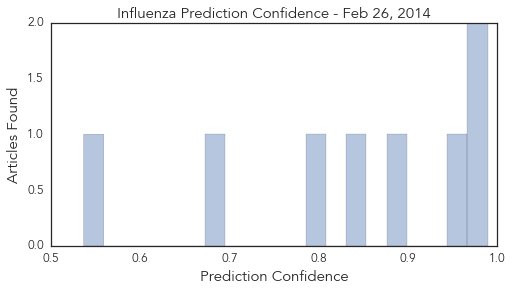 Influenza Prediction Confidence - Feb 26, 2014
2.0
1.5
1.0
0.5
0.0
Articles Found
0.5 0.6 0.7 0.8 0.9 1.0
Prediction Confidence